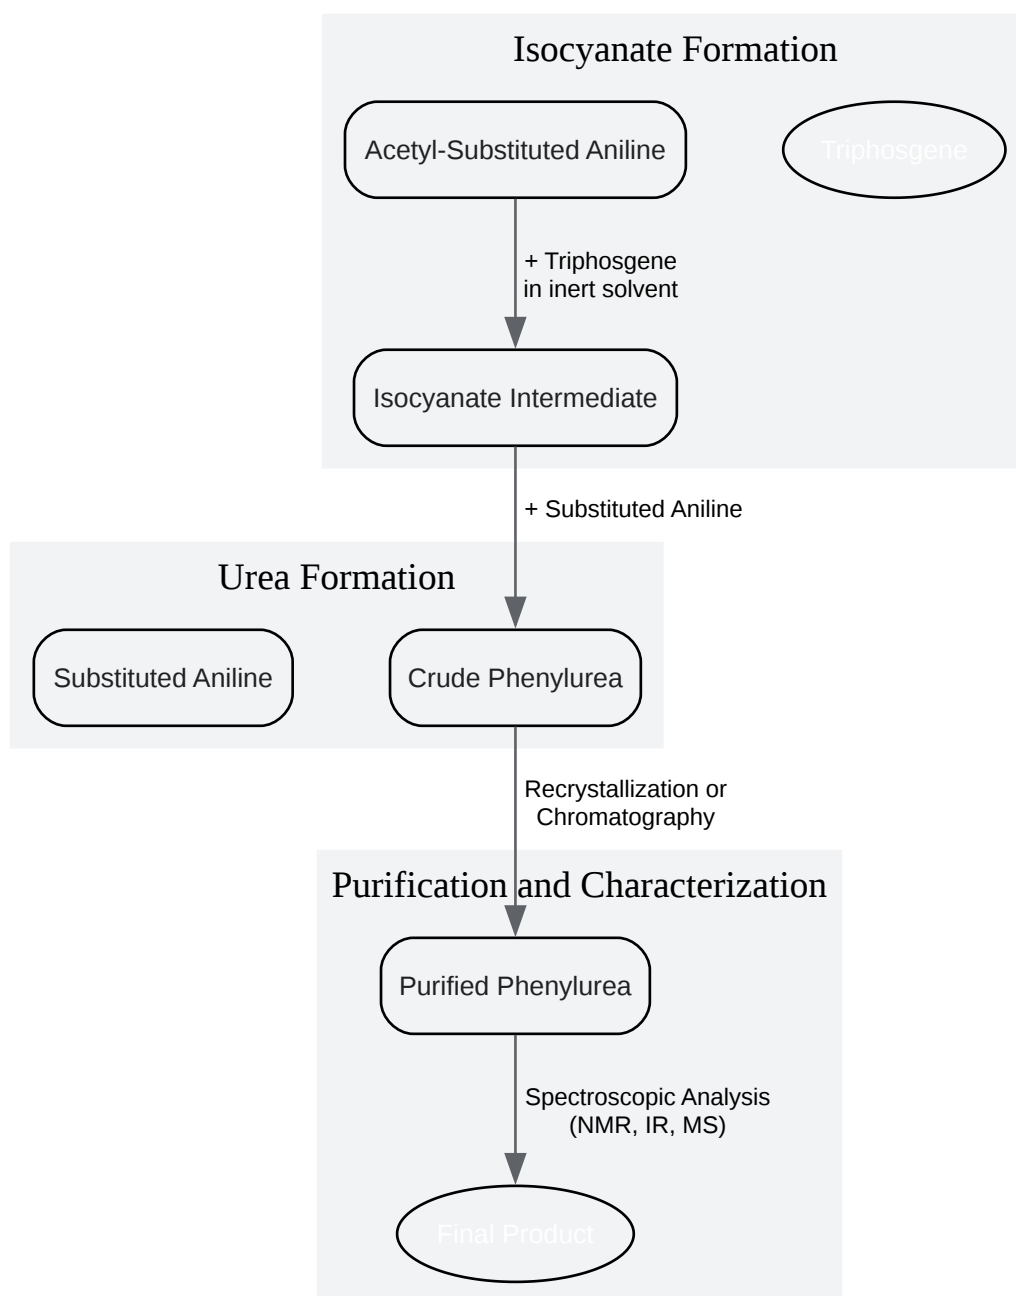 Isocyanate Formation
Acetyl-Substituted Aniline
Triphosgene
+ Triphosgene
in inert solvent
Isocyanate Intermediate
+ Substituted Aniline
Urea Formation
Substituted Aniline
Crude Phenylurea
Recrystallization or
Chromatography
Purification and Characterization
Purified Phenylurea
Spectroscopic Analysis
(NMR, IR, MS)
Final Product